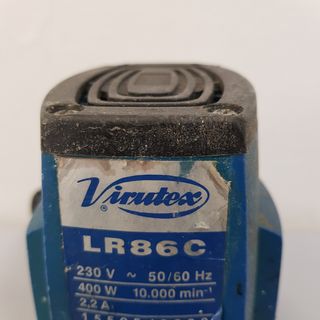 Virutex
®
LR86C
230 V ~ 50/60 Hz
400 W 10.000 min⁻¹
2,2 A